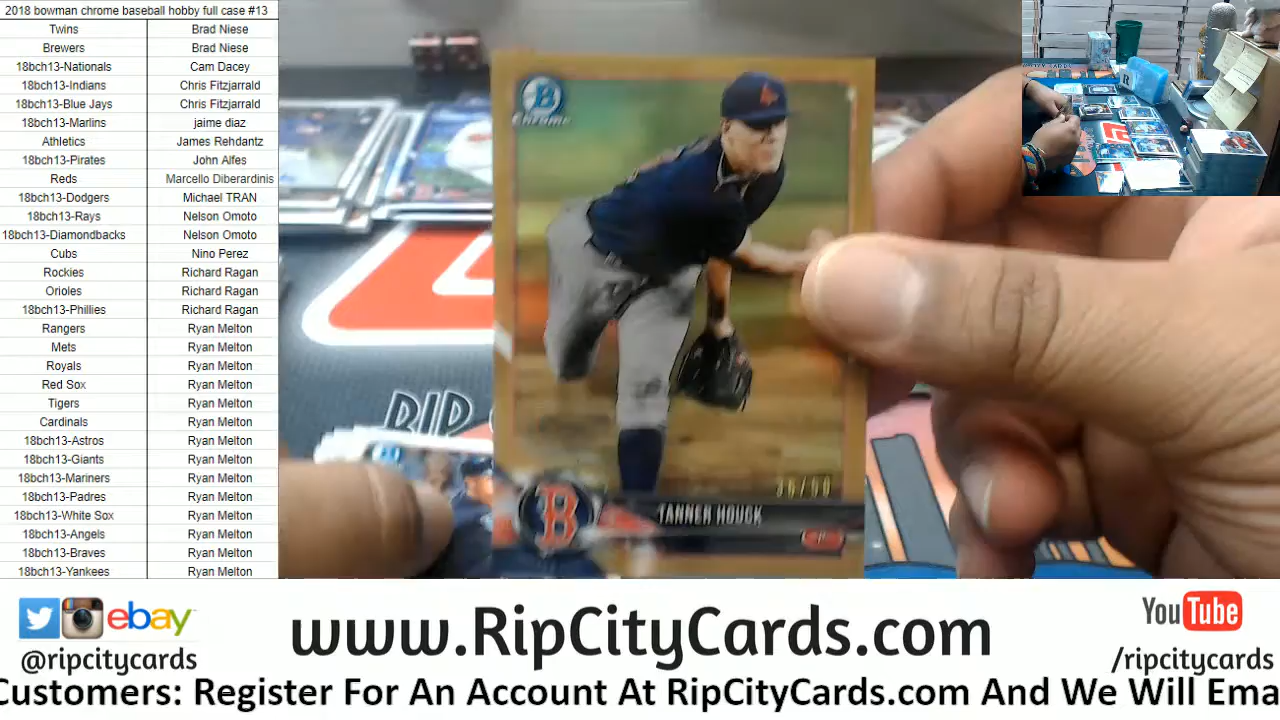 2018 bowman chrome baseball hobby full case #13
Twins Brad Niese
Brewers Brad Niese
18bch13-Nationals Cam Dacey
18bch13-Indians Chris Fitzjarrald
18bch13-Blue Jays Chris Fitzjarrald
18bch13-Marlins jaime diaz
Athletics James Rehdantz
18bch13-Pirates John Alfes
Reds Marcello Diberardinis
18bch13-Dodgers Michael TRAN
18bch13-Rays Nelson Omoto
18bch13-Diamondbacks Nelson Omoto
Cubs Nino Perez
Rockies Richard Ragan
Orioles Richard Ragan
18bch13-Phillies Richard Ragan
Rangers Ryan Melton
Mets Ryan Melton
Royals Ryan Melton
Red Sox Ryan Melton
Tigers Ryan Melton
Cardinals Ryan Melton
18bch13-Astros Ryan Melton
18bch13-Giants Ryan Melton
18bch13-Mariners Ryan Melton
18bch13-Padres Ryan Melton
18bch13-White Sox Ryan Melton
18bch13-Angels Ryan Melton
18bch13-Braves Ryan Melton
18bch13-Yankees Ryan Melton
B
CHROME
RIP
B
TANNER HOUCK
ebay
@ripcitycards
www.RipCityCards.com
YouTube
/ripcitycards
Customers: Register For An Account At RipCityCards.com And We Will Ema